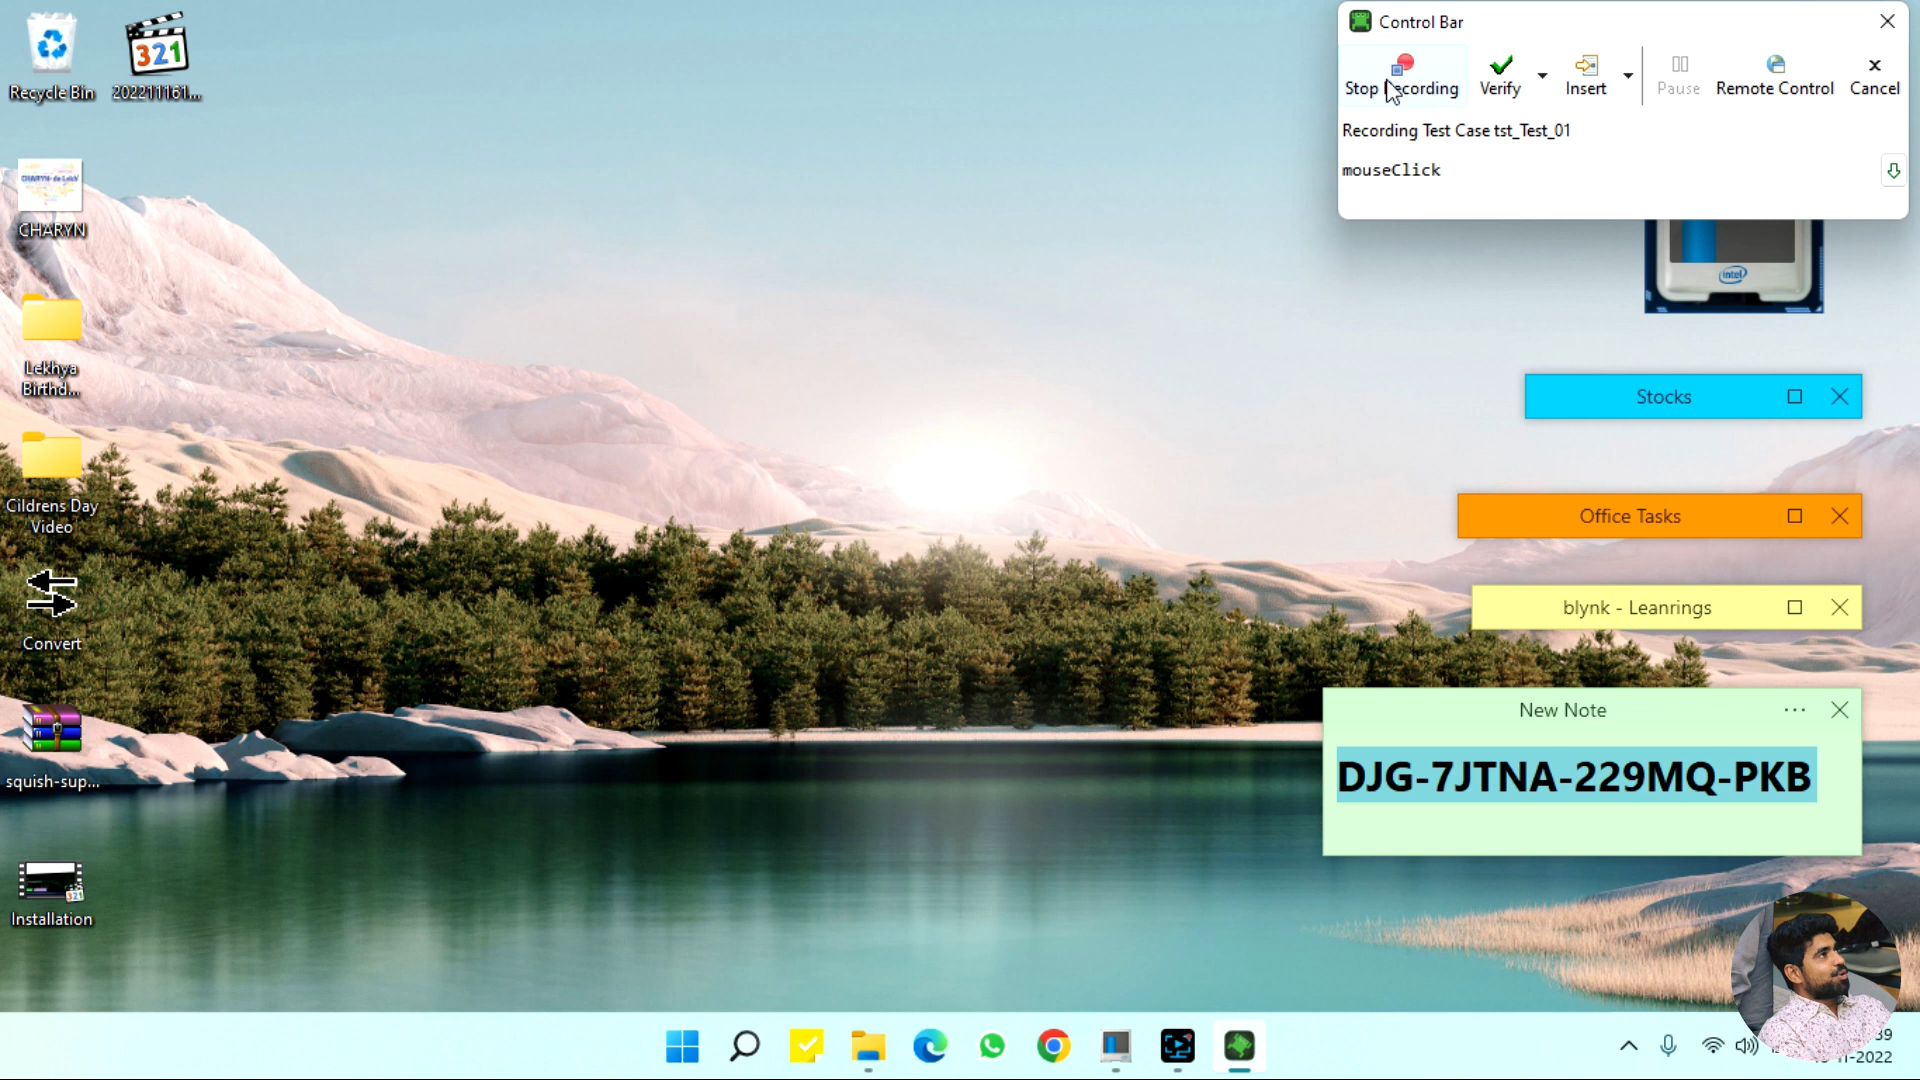 Recycle Bin
202211161...
CHARYN
Lekhya
Birthd...
Cildrens Day
Video
Convert
squish-sup...
Installation
Control Bar
Stop Recording
Verify
Insert
Pause
Remote Control
Cancel
Recording Test Case tst_Test_01
mouseClick
intel
Stocks
Office Tasks
blynk - Leanrings
New Note
DJG-7JTNA-229MQ-PKB